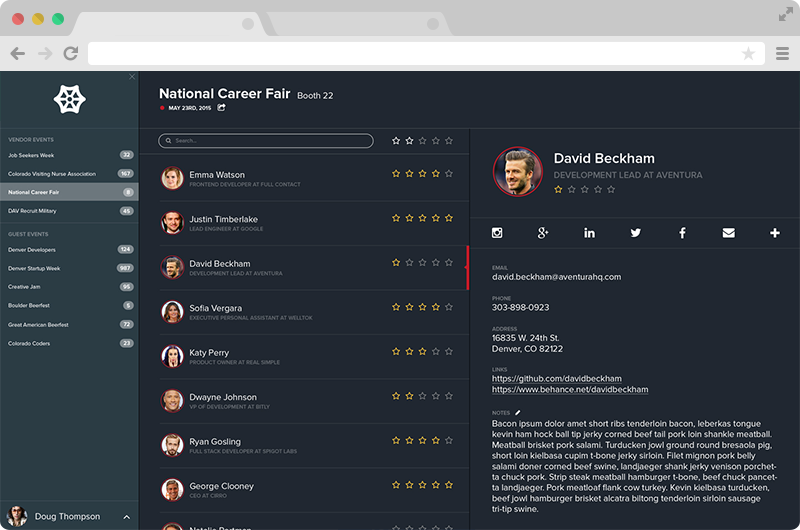 VENDOR EVENTS
Job Seekers Week 32
Colorado Visiting Nurse Association 167
National Career Fair 8
DAV Recruit Military 45
GUEST EVENTS
Denver Developers 124
Denver Startup Week 987
Creative Jam 95
Boulder Beerfest 5
Great American Beerfest 72
Colorado Coders 23
Doug Thompson
National Career Fair Booth 22
MAY 23RD, 2015
Search...
Emma Watson
FRONTEND DEVELOPER AT FULL CONTACT
Justin Timberlake
LEAD ENGINEER AT GOOGLE
David Beckham
DEVELOPMENT LEAD AT AVENTURA
Sofia Vergara
EXECUTIVE PERSONAL ASSISTANT AT WELLTOK
Katy Perry
PRODUCT OWNER AT REAL SIMPLE
Dwayne Johnson
VP OF DEVELOPMENT AT BITLY
Ryan Gosling
FULL STACK DEVELOPER AT SPIGOT LABS
George Clooney
CEO AT CIRRO
Natalie Portman
David Beckham
DEVELOPMENT LEAD AT AVENTURA
EMAIL
david.beckham@aventurahq.com
PHONE
303-898-0923
ADDRESS
16835 W. 24th St.
Denver, CO 82122
LINKS
https://github.com/davidbeckham
https://www.behance.net/davidbeckham
NOTES
Bacon ipsum dolor amet short ribs tenderloin bacon, leberkas tongue
kevin ham hock ball tip jerky corned beef tail pork loin shankle meatball.
Meatball brisket pork salami. Turducken jowl ground round bresaola pig,
short loin kielbasa cupim t-bone jerky sirloin. Filet mignon pork belly
salami doner corned beef swine, landjaeger shank jerky venison porchet-
ta chuck pork. Strip steak meatball hamburger t-bone, beef chuck pancet-
ta landjaeger. Pork meatloaf flank cow turkey. Kevin kielbasa turducken,
beef jowl hamburger brisket alcatra biltong tenderloin sirloin sausage
tri-tip swine.